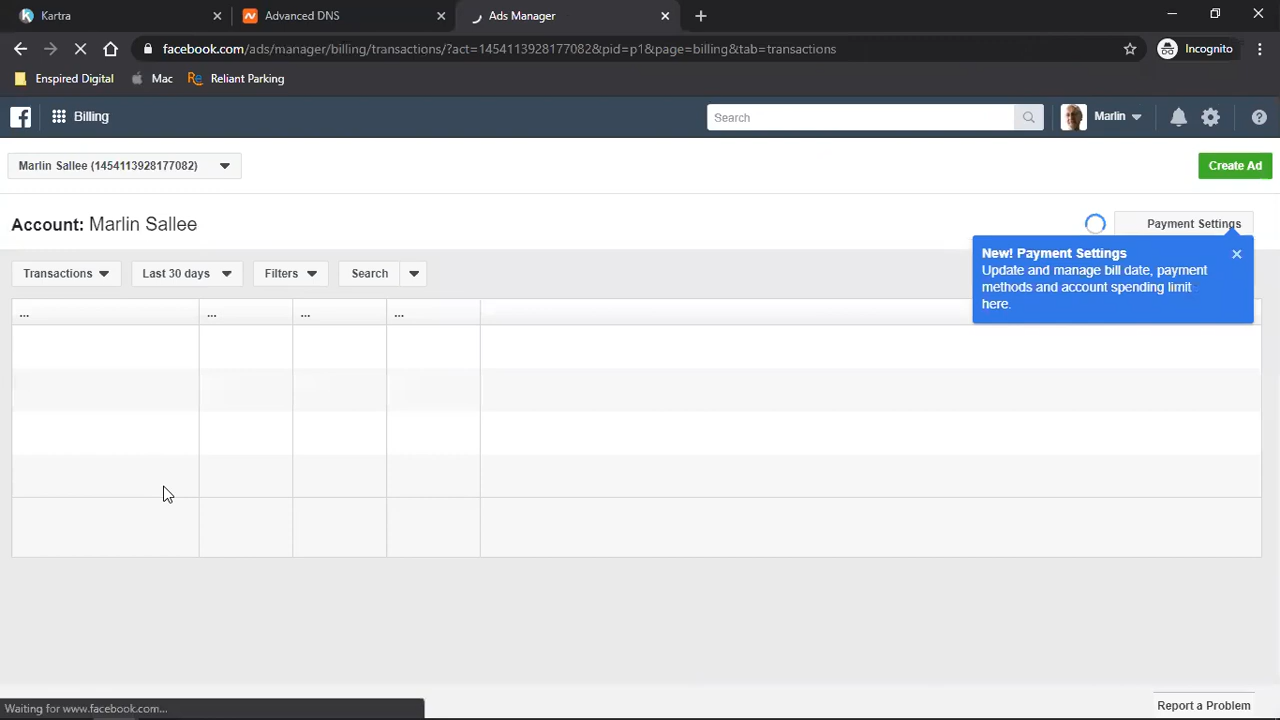 Kartra
Advanced DNS
Ads Manager
facebook.com/ads/manager/billing/transactions/?act=1454113928177082&pid=p1&page=billing&tab=transactions
Incognito
Enspired Digital
Mac
Reliant Parking
Billing
Search
Marlin
Marlin Sallee (1454113928177082)
Create Ad
Account: Marlin Sallee
Payment Settings
New! Payment Settings
Update and manage bill date, payment
methods and account spending limit
here.
Transactions
Last 30 days
Filters
Search
... ... ... ...
Waiting for www.facebook.com...
Report a Problem